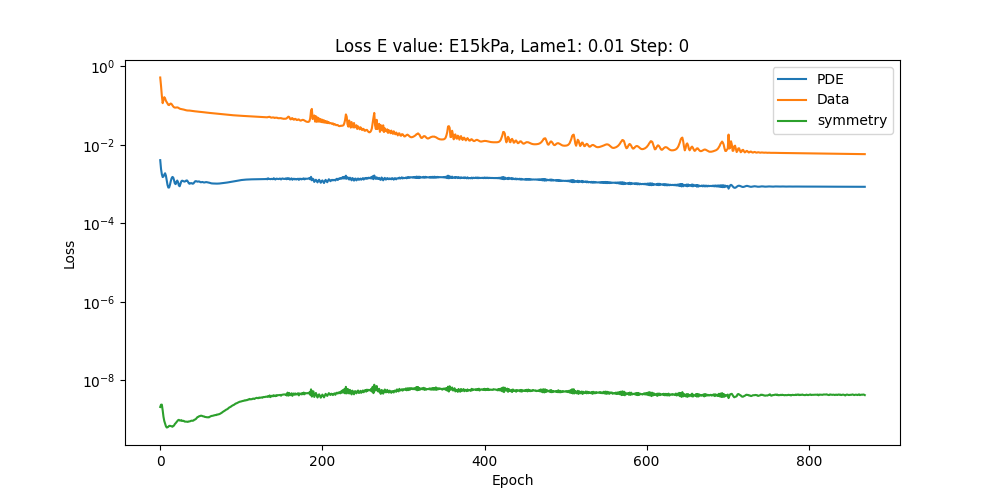 Loss E value: E15kPa, Lame1: 0.01 Step: 0
PDE
Data
symmetry
10⁰
10⁻²
10⁻⁴
10⁻⁶
10⁻⁸
Loss
0 200 400 600 800
Epoch